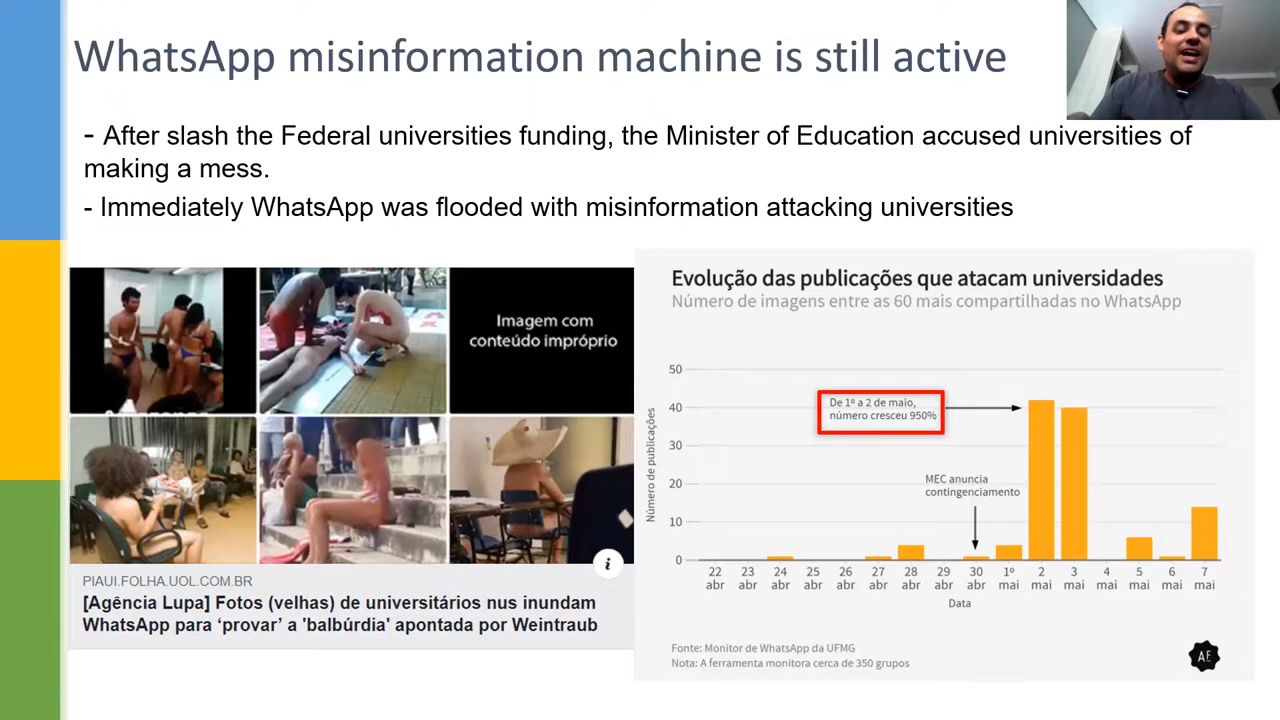 WhatsApp misinformation machine is still active
- After slash the Federal universities funding, the Minister of Education accused universities of
making a mess.
- Immediately WhatsApp was flooded with misinformation attacking universities
Imagem com
conteúdo impróprio
i
PIAUI.FOLHA.UOL.COM.BR
[Agência Lupa] Fotos (velhas) de universitários nus inundam
WhatsApp para ‘provar’ a 'balbúrdia' apontada por Weintraub
Evolução das publicações que atacam universidades
Número de imagens entre as 60 mais compartilhadas no WhatsApp
Número de publicações
50
40
30
20
10
0
De 1º a 2 de maio,
número cresceu 950%
MEC anuncia
contingenciamento
22 23 24 25 26 27 28 29 30 1º 2 3 4 5 6 7
abr abr abr abr abr abr abr abr abr mai mai mai mai mai mai mai
Data
Fonte: Monitor de WhatsApp da UFMG
Nota: A ferramenta monitora cerca de 350 grupos
AF